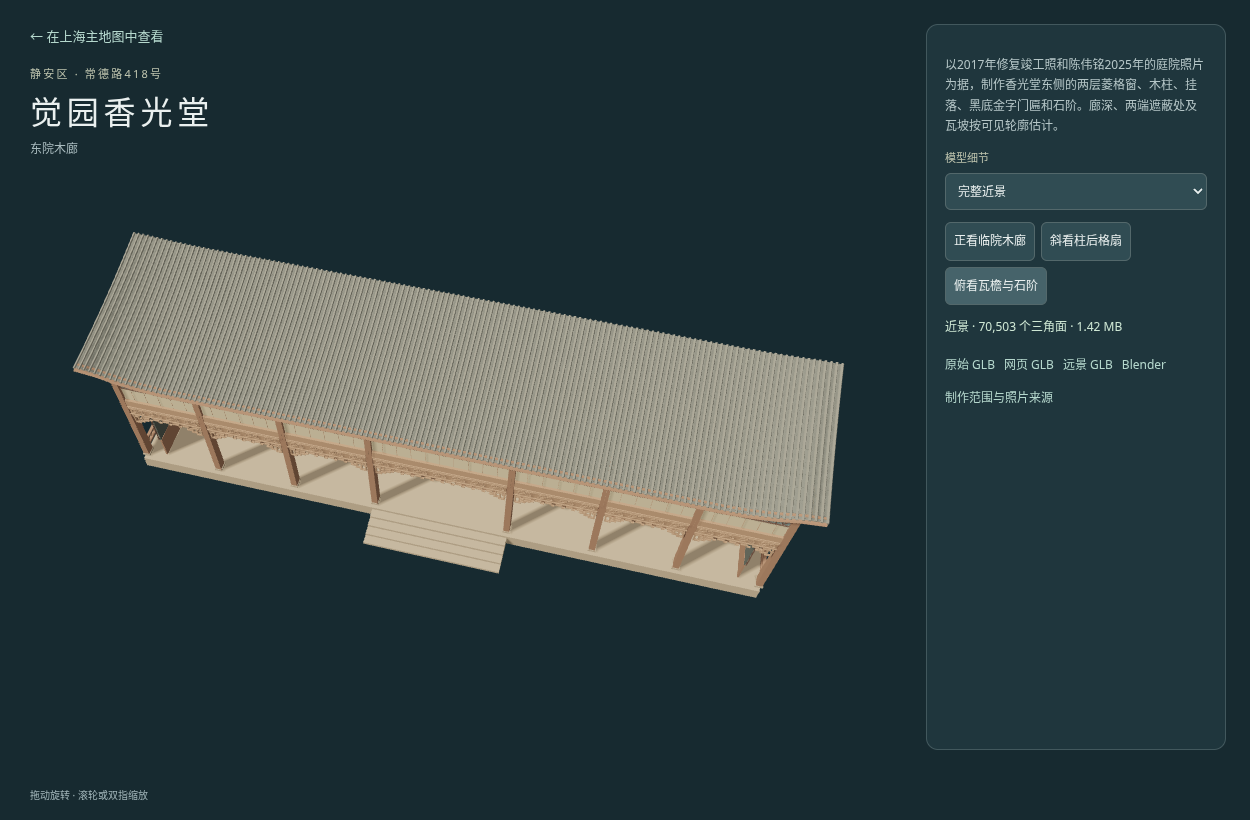 ← 在上海主地图中查看
静安区 · 常德路418号
觉园香光堂
东院木廊
以2017年修复竣工照和陈伟铭2025年的庭院照片
为据，制作香光堂东侧的两层菱格窗、木柱、挂
落、黑底金字门匾和石阶。廊深、两端遮蔽处及
瓦坡按可见轮廓估计。
模型细节
完整近景
正看临院木廊 斜看柱后格扇
俯看瓦檐与石阶
近景 · 70,503 个三角面 · 1.42 MB
原始 GLB 网页 GLB 远景 GLB Blender
制作范围与照片来源
拖动旋转 · 滚轮或双指缩放